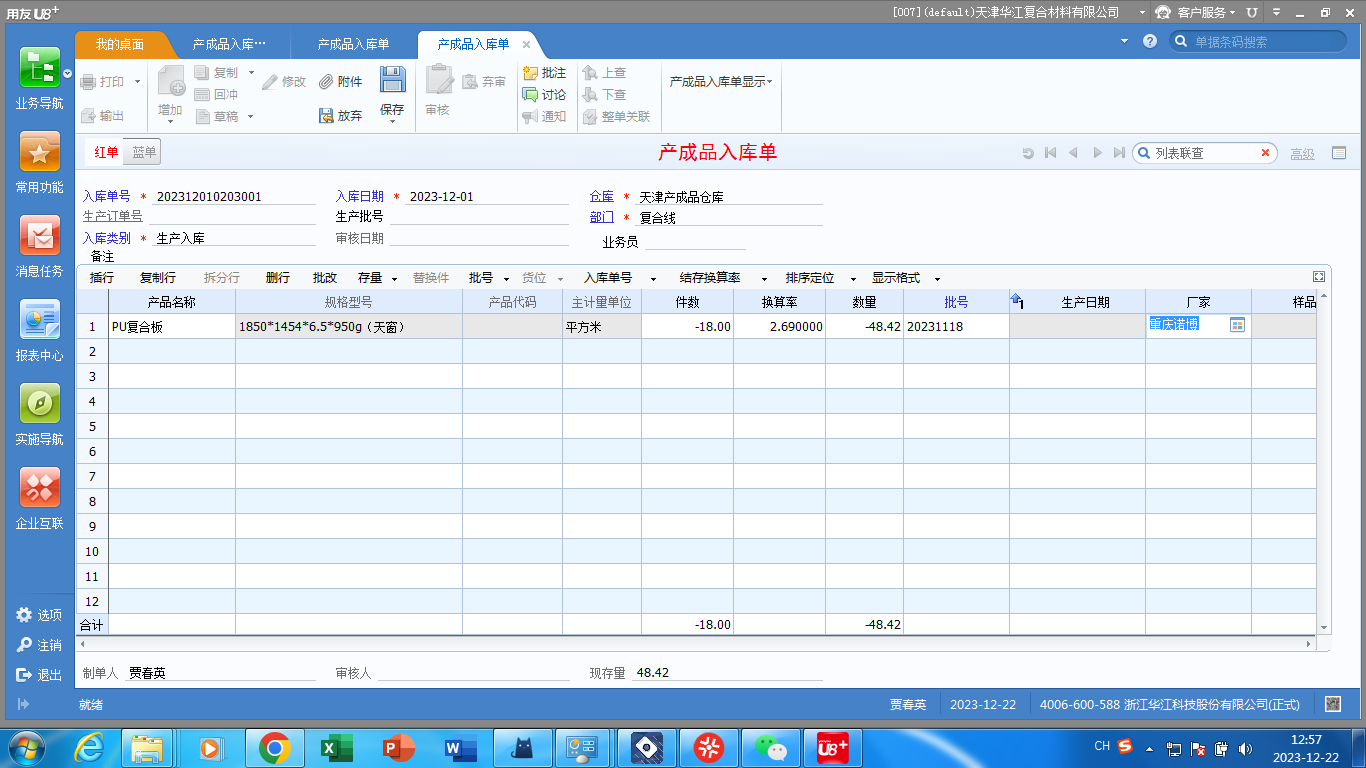 用友U8+ [007](default)天津华江复合材料有限公司 客户服务
我的桌面 产成品入库… 产成品入库单 产成品入库单 单据条码搜索
打印 增加 复制 修改 附件 保存 审核 弃审 批注 上查 产成品入库单显示
回冲 讨论 下查
输出 草稿 放弃 通知 整单关联
红单 蓝单 产成品入库单 列表联查 高级
入库单号 * 202312010203001 入库日期 * 2023-12-01 仓库 * 天津产成品仓库
生产订单号 生产批号 部门 * 复合线
入库类别 * 生产入库 审核日期 业务员
备注
插行 复制行 拆分行 删行 批改 存量 替换件 批号 货位 入库单号 结存换算率 排序定位 显示格式
产品名称 规格型号 产品代码 主计量单位 件数 换算率 数量 批号 1 生产日期 厂家 样品
1 PU复合板 1850*1454*6.5*950g（天窗） 平方米 -18.00 2.690000 -48.42 20231118 重庆诺博
2
3
4
5
6
7
8
9
10
11
12
合计 -18.00 -48.42
制单人 贾春英 审核人 现存量 48.42
业务导航
常用功能
消息任务
报表中心
实施导航
企业互联
选项
注销
退出
就绪 贾春英 2023-12-22 4006-600-588 浙江华江科技股份有限公司(正式)
U8+ CH 12:57
2023-12-22